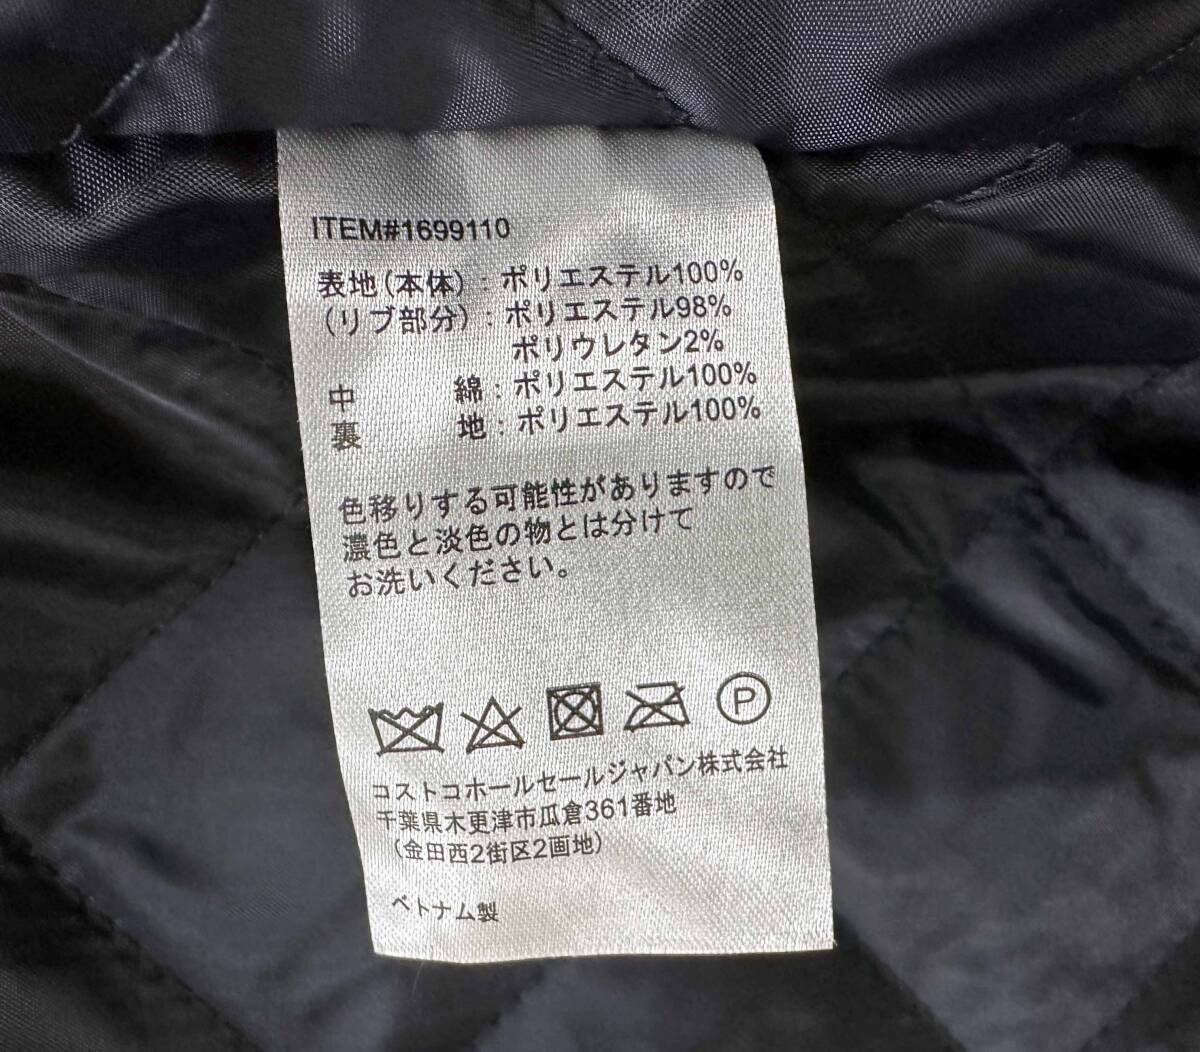 ITEM#1699110
表地(本体)：ポリエステル100%
(リブ部分)：ポリエステル98%
ポリウレタン2%
中　綿：ポリエステル100%
裏　地：ポリエステル100%
色移りする可能性がありますので
濃色と淡色の物とは分けて
お洗いください。
P
コストコホールセールジャパン株式会社
千葉県木更津市瓜倉361番地
(金田西2街区2画地)
ベトナム製